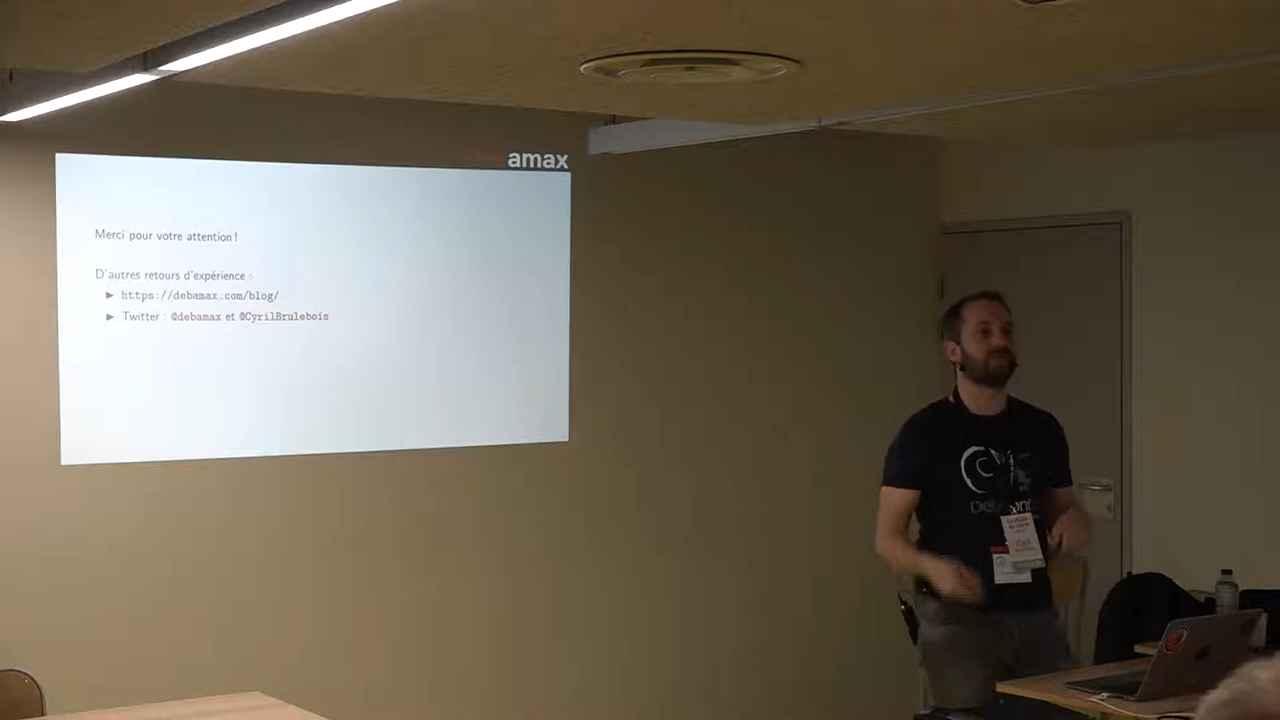 amax
Merci pour votre attention !
D'autres retours d'expérience :
► https://debamax.com/blog/
► Twitter : @debamax et @CyrilBrulebois